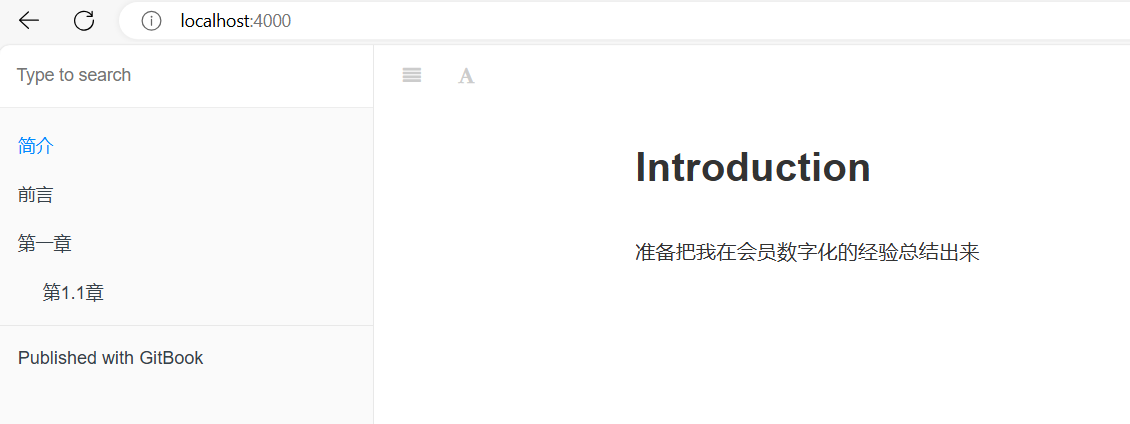 localhost:4000
Type to search
A
简介
前言
第一章
第1.1章
Published with GitBook
Introduction
准备把我在会员数字化的经验总结出来